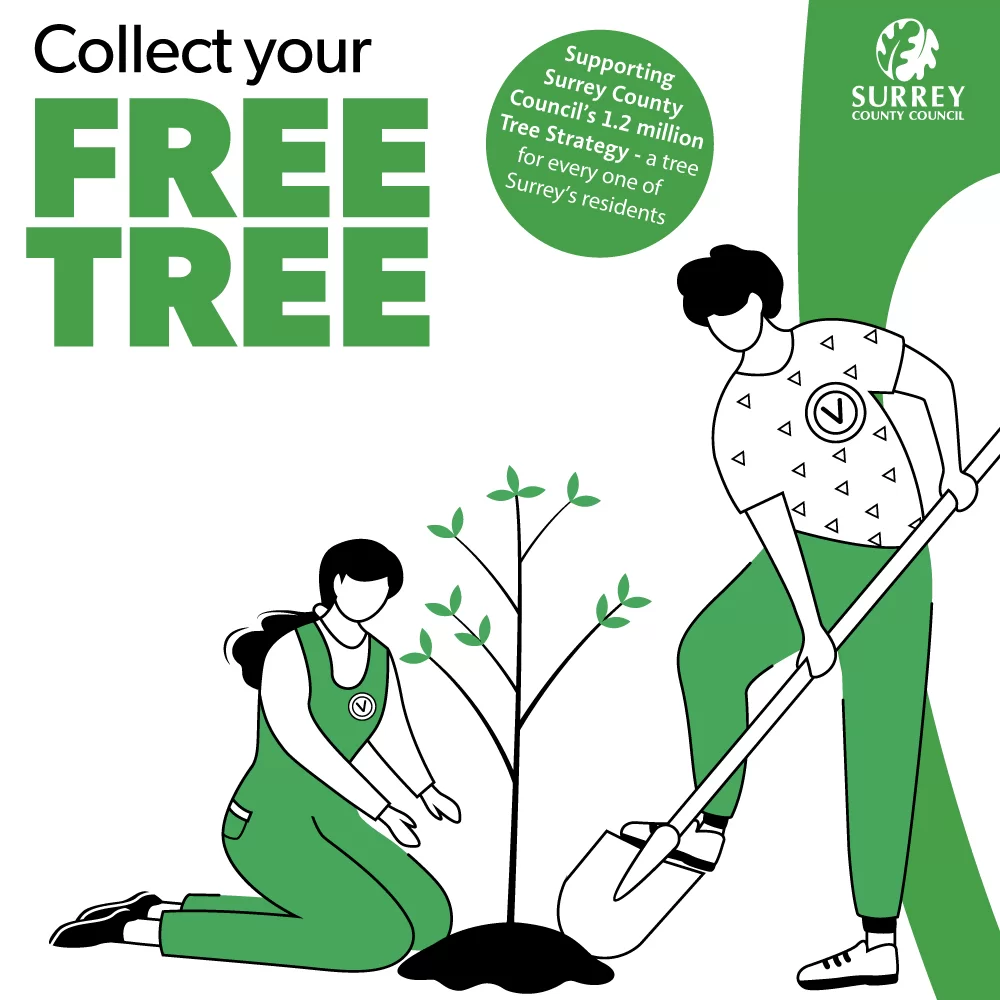 Collect your
FREE
TREE
Supporting
Surrey County
Council's 1.2 million
Tree Strategy - a tree
for every one of
Surrey's residents
SURREY
COUNTY COUNCIL
V
V